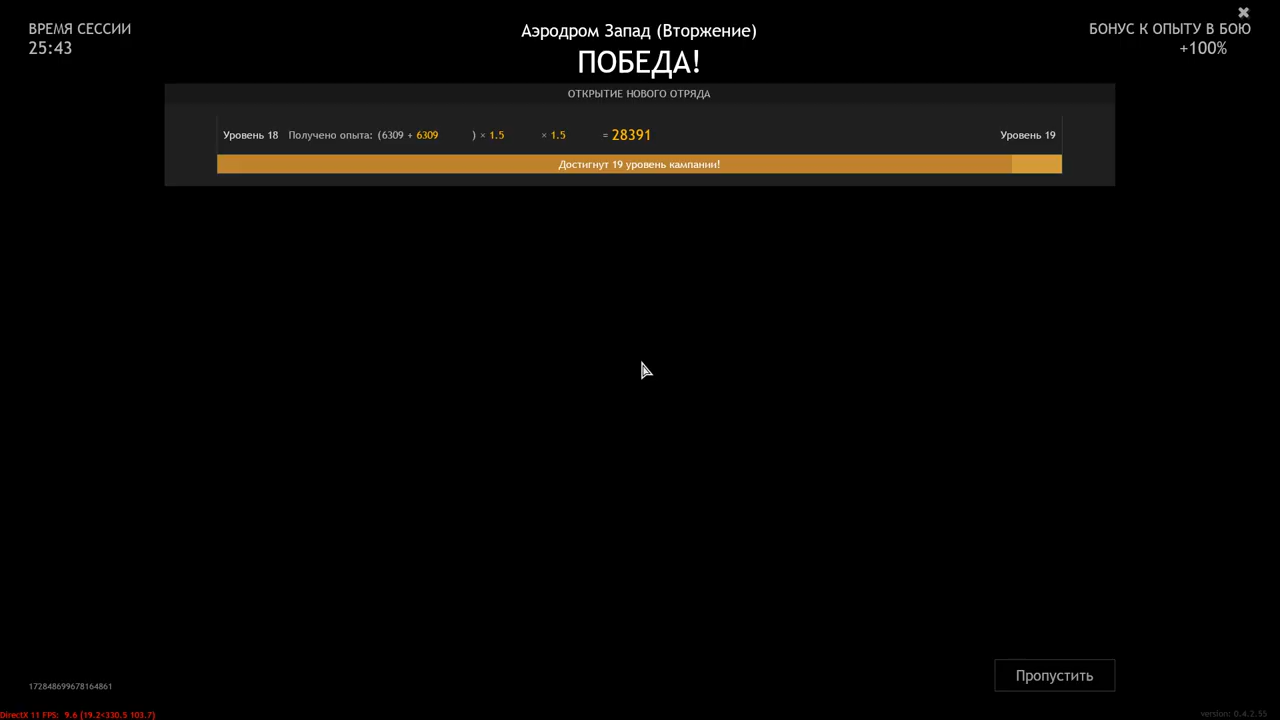 ВРЕМЯ СЕССИИ
25:43
Аэродром Запад (Вторжение)
ПОБЕДА!
БОНУС К ОПЫТУ В БОЮ
+100%
ОТКРЫТИЕ НОВОГО ОТРЯДА
Уровень 18 Получено опыта: (6309 + 6309 ) × 1.5 × 1.5 = 28391 Уровень 19
Достигнут 19 уровень кампании!
Пропустить
172848699678164861
DirectX 11 FPS: 9.6 (19.2<330.5 103.7)
version: 0.4.2.55